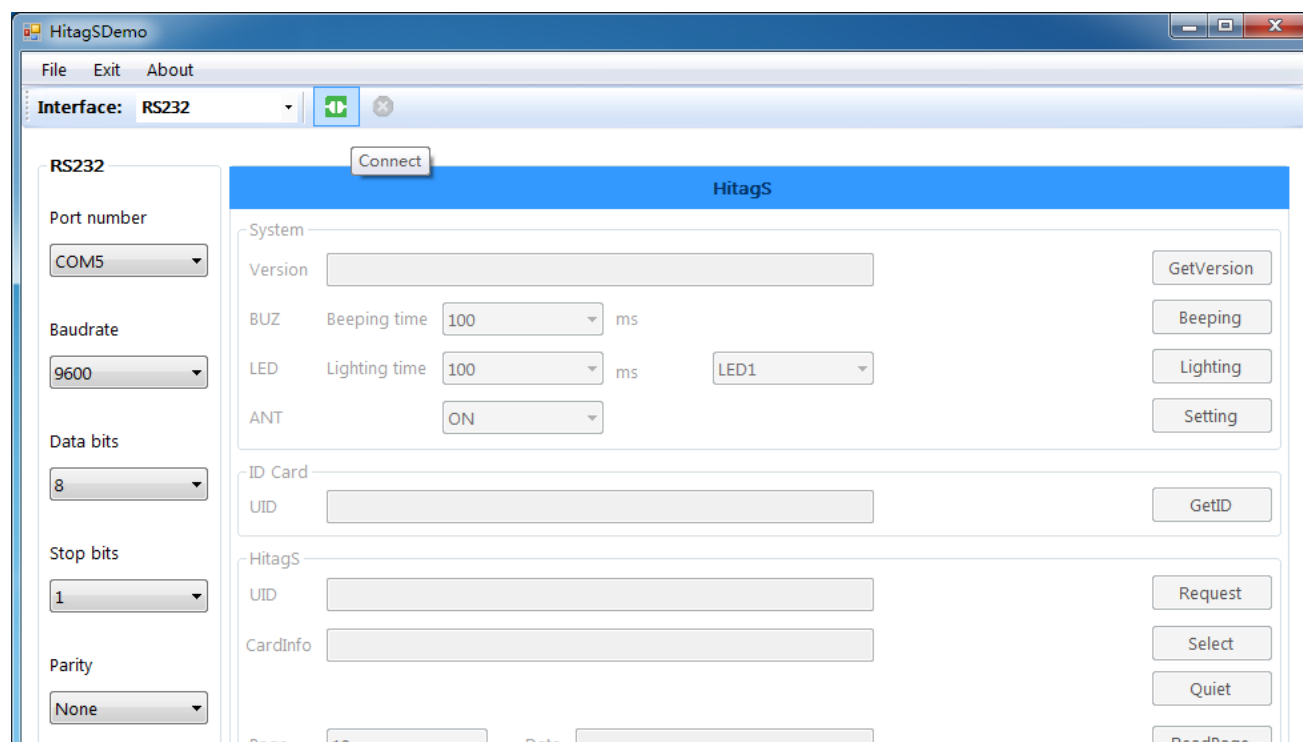 HitagSDemo
File Exit About
Interface: RS232
Connect
RS232
Port number
COM5
Baudrate
9600
Data bits
8
Stop bits
1
Parity
None
HitagS
System
Version GetVersion
BUZ Beeping time 100 ms Beeping
LED Lighting time 100 ms LED1 Lighting
ANT ON Setting
ID Card
UID GetID
HitagS
UID Request
CardInfo Select
Quiet